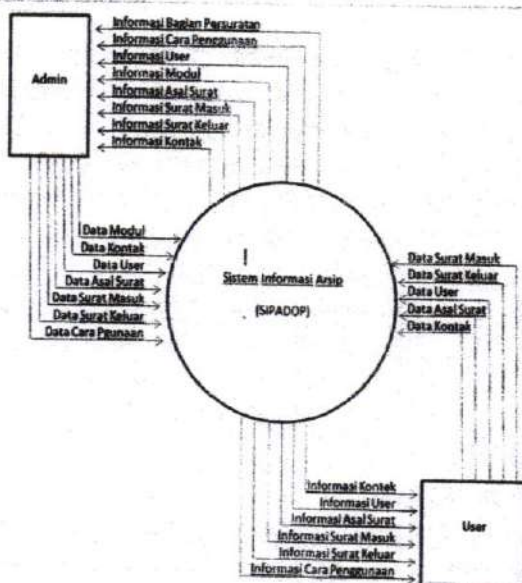 Informasi Bagian Persuratan
Informasi Cara Penggunaan
Informasi User
Informasi Modul
Informasi Asal Surat
Informasi Surat Masuk
Informasi Surat Keluar
Informasi Kontak
Admin
Data Modul
Data Kontak
Data User
Data Asal Surat
Data Surat Masuk
Data Surat Keluar
Data Cara Pgunaan
Sistem Informasi Arsip
(SIPADOP)
Data Surat Masuk
Data Surat Keluar
Data User
Data Asal Surat
Data Kontak
Informasi Kontek
Informasi User
Informasi Asal Surat
Informasi Surat Masuk
Informasi Surat Keluar
Informasi Cara Penggunaan
User